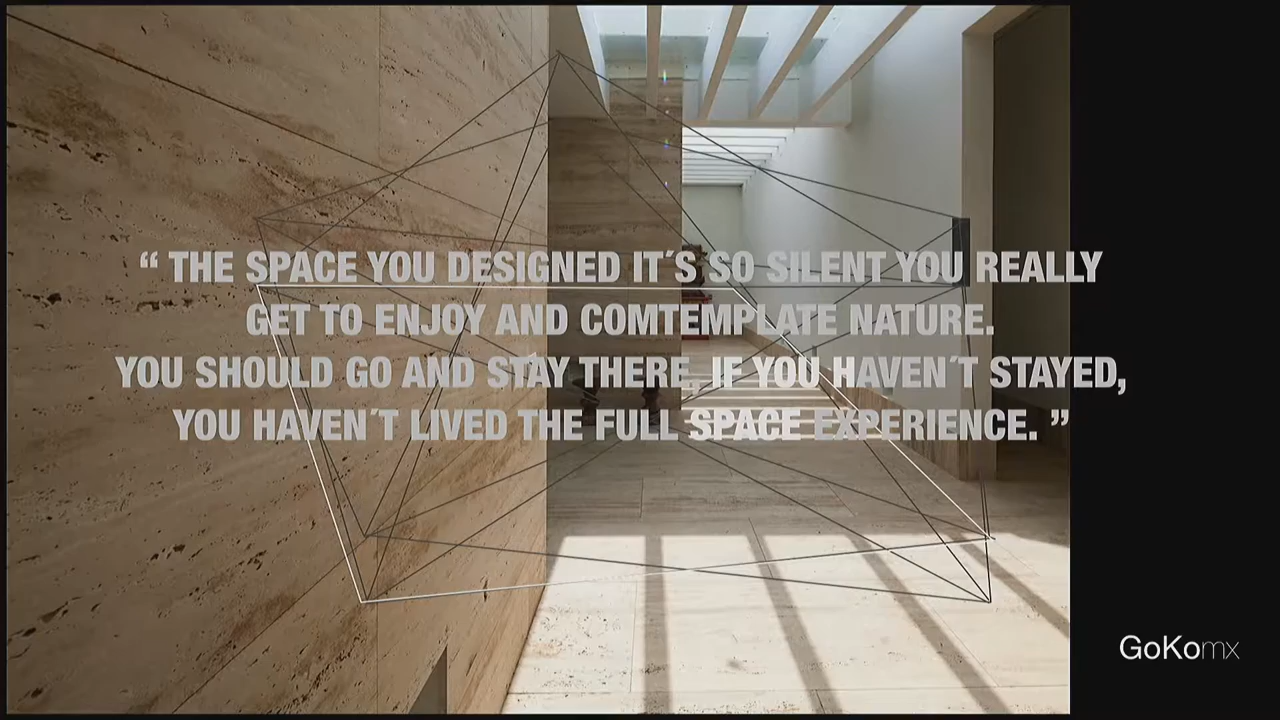 “ THE SPACE YOU DESIGNED IT´S SO SILENT YOU REALLY
GET TO ENJOY AND COMTEMPLATE NATURE.
YOU SHOULD GO AND STAY THERE, IF YOU HAVEN´T STAYED,
YOU HAVEN´T LIVED THE FULL SPACE EXPERIENCE. ”
GoKomx